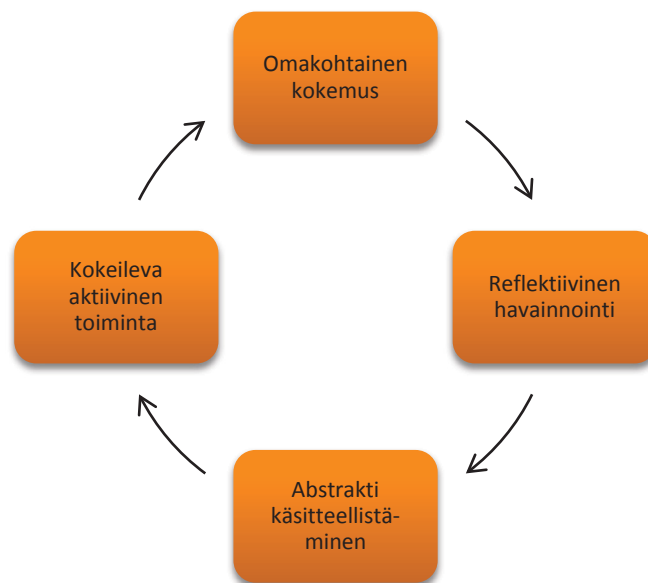 Omakohtainen
kokemus
Reflektiivinen
havainnointi
Abstrakti
käsitteellistä-
minen
Kokeileva
aktiivinen
toiminta